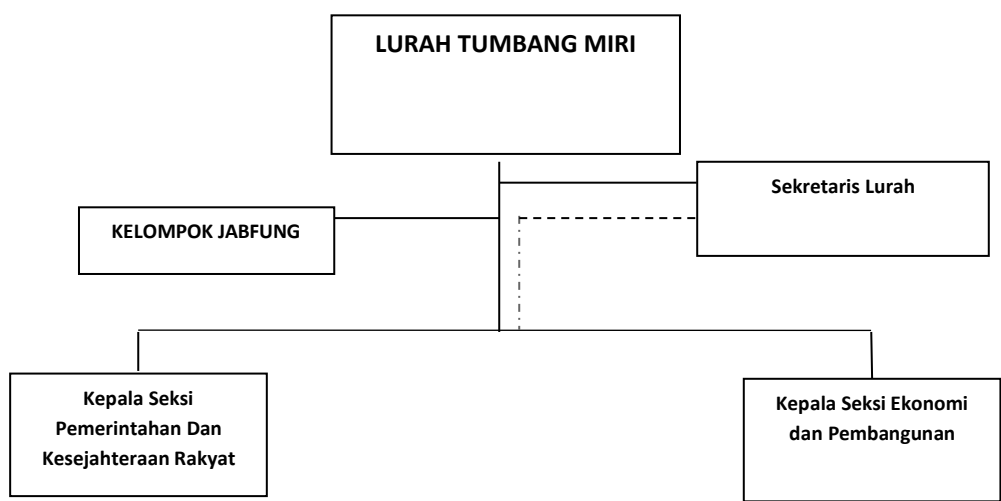 LURAH TUMBANG MIRI
Sekretaris Lurah
KELOMPOK JABFUNG
Kepala Seksi
Pemerintahan Dan
Kesejahteraan Rakyat
Kepala Seksi Ekonomi
dan Pembangunan